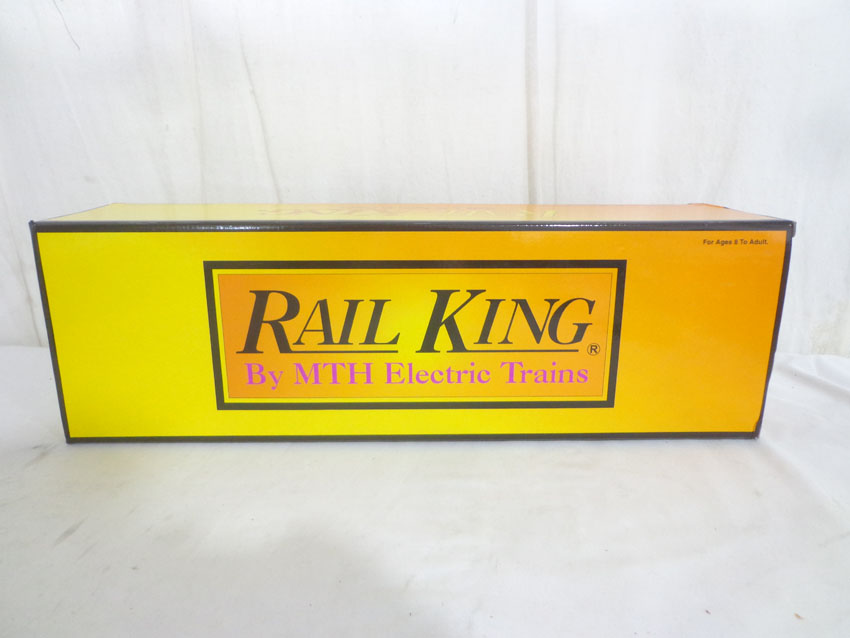 For Ages 8 To Adult.
RAIL KING®
By MTH Electric Trains